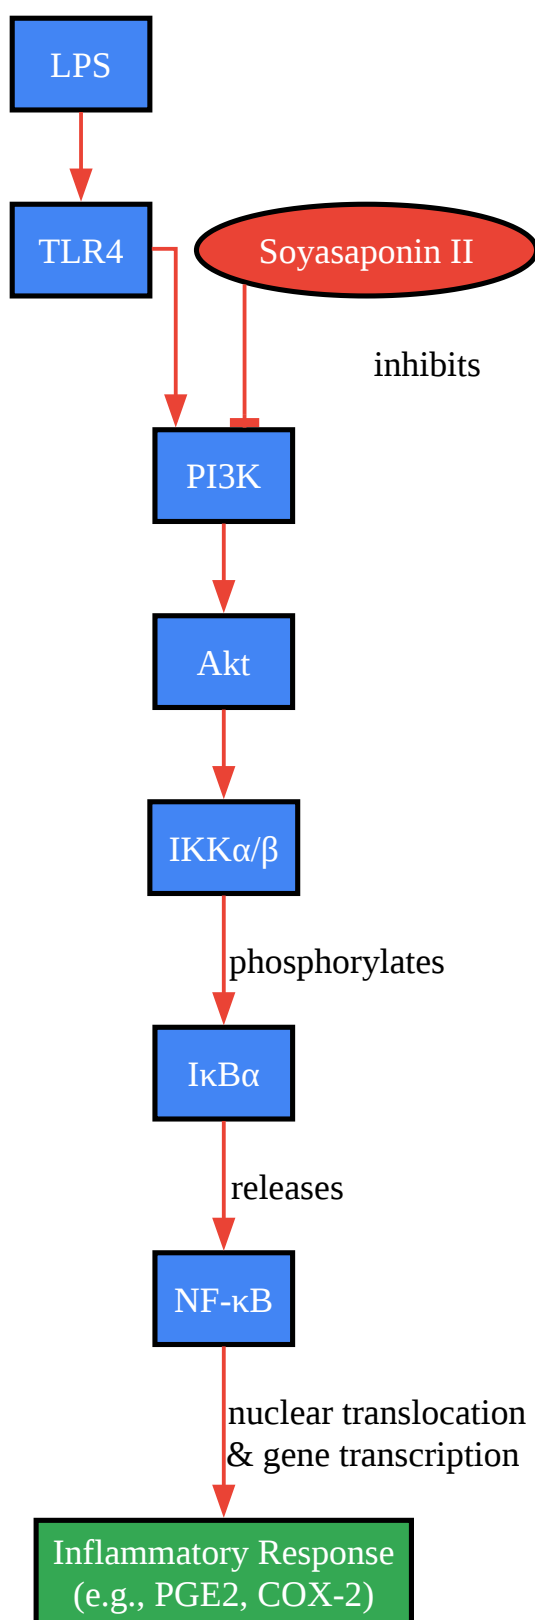 LPS
TLR4
Soyasaponin II
inhibits
PI3K
Akt
IKKα/β
phosphorylates
IκBα
releases
NF-κB
nuclear translocation
& gene transcription
Inflammatory Response
(e.g., PGE2, COX-2)